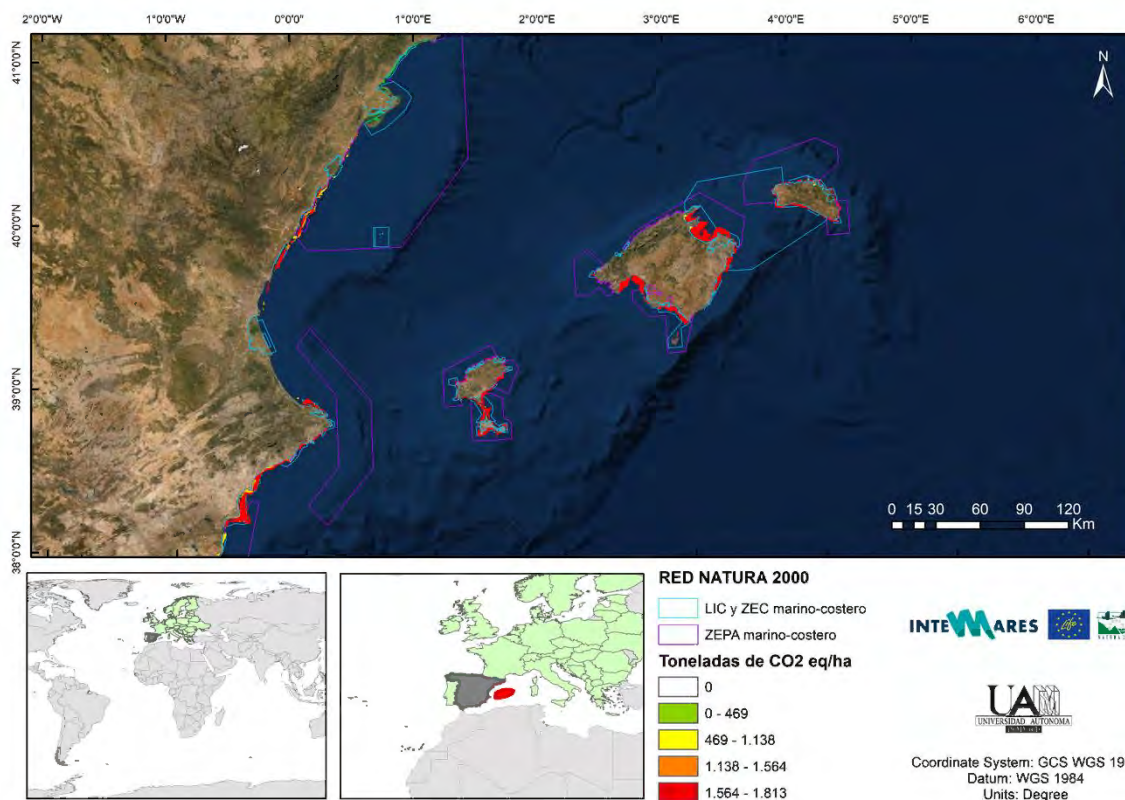 2°0'0"W 1°0'0"W 0°0'0" 1°0'0"E 2°0'0"E 3°0'0"E 4°0'0"E 5°0'0"E 6°0'0"E
41°0'0"N
40°0'0"N
39°0'0"N
38°0'0"N
N
0 15 30 60 90 120
Km
RED NATURA 2000
LIC y ZEC marino-costero
ZEPA marino-costero
Toneladas de CO2 eq/ha
0
0 - 469
469 - 1.138
1.138 - 1.564
1.564 - 1.813
INTEMARES
Life
UAM
UNIVERSIDAD AUTONOMA
Coordinate System: GCS WGS 19
Datum: WGS 1984
Units: Degree